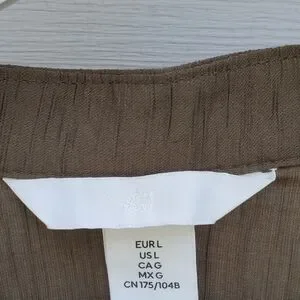 EUR L
US L
CA G
MX G
CN 175/104B